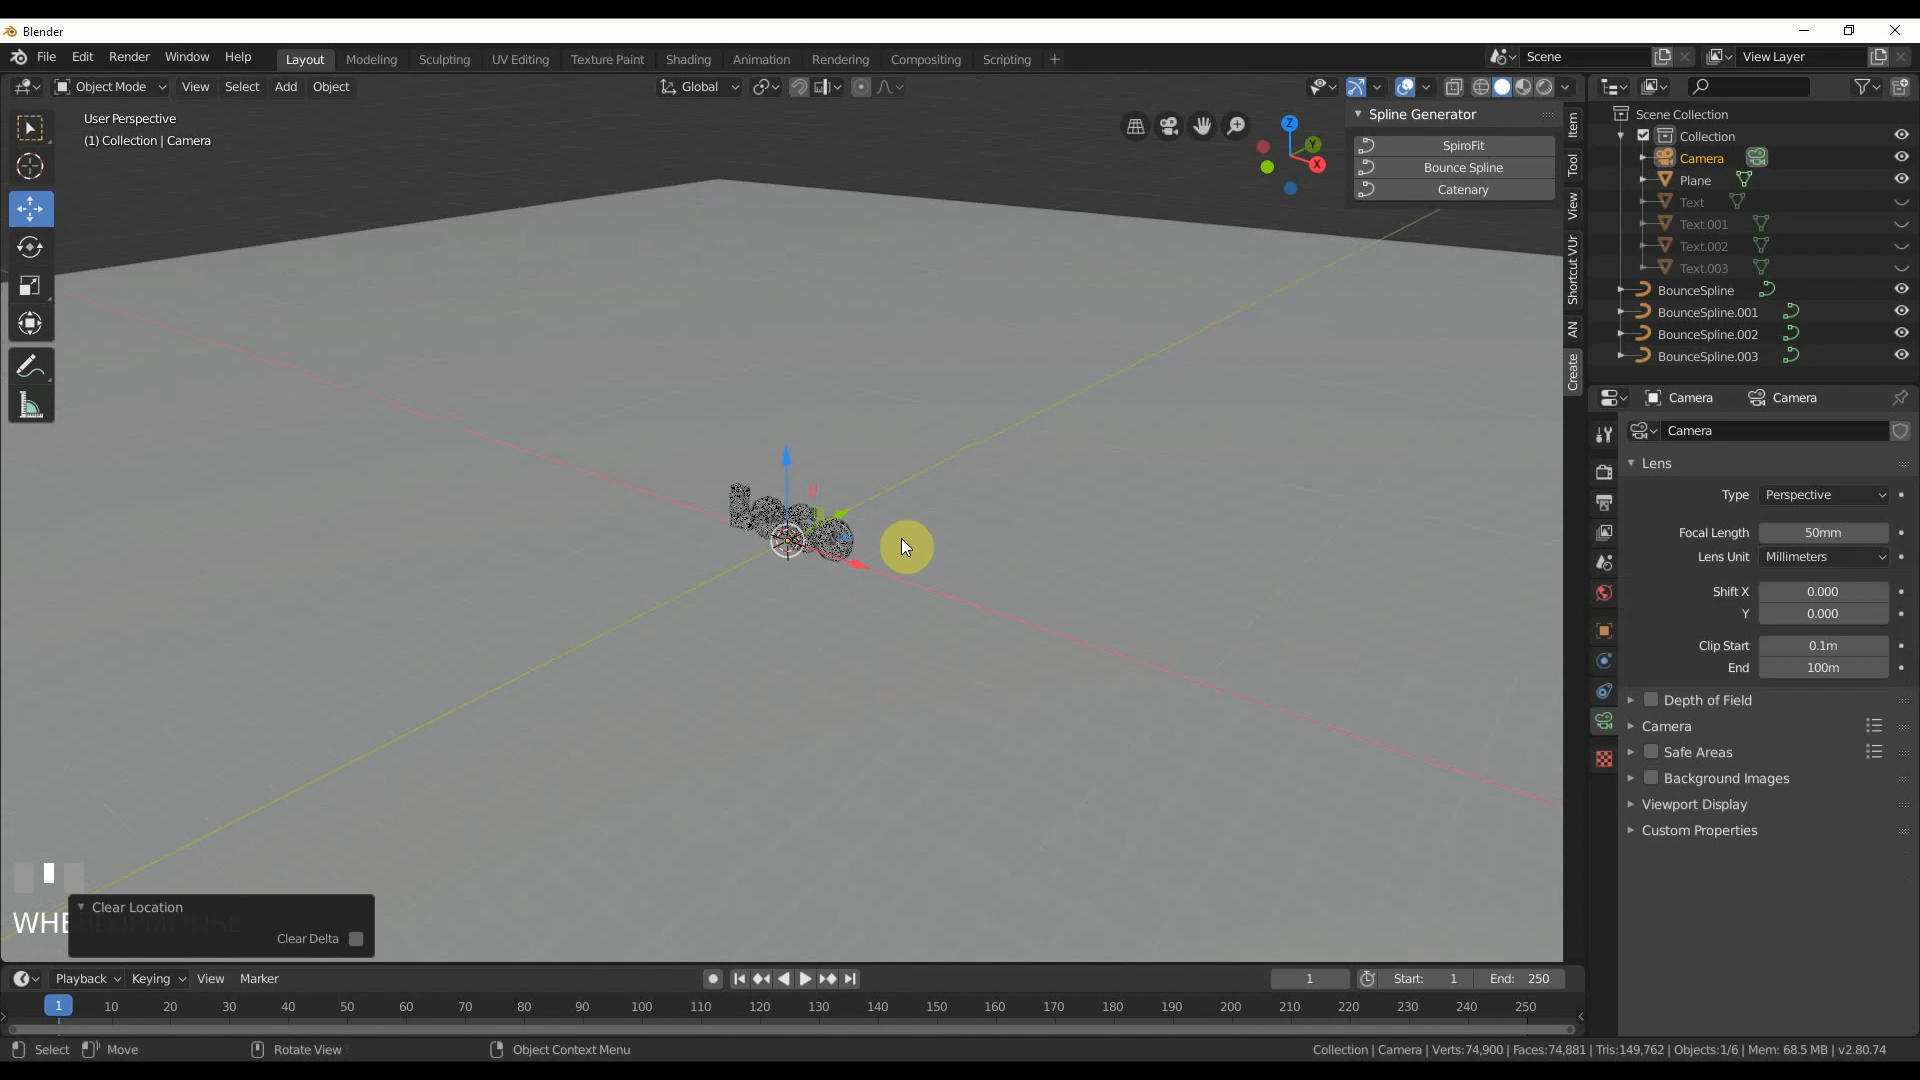 Blender
File Edit Render Window Help Layout Modeling Sculpting UV Editing Texture Paint Shading Animation Rendering Compositing Scripting + Scene View Layer
Object Mode View Select Add Object Global
User Perspective
(1) Collection | Camera
Z
Y
X
Spline Generator
SpiroFit
Bounce Spline
Catenary
Item
Tool
View
Shortcut VUr
AN
Create
Scene Collection
Collection
Camera
Plane
Text
Text.001
Text.002
Text.003
BounceSpline
BounceSpline.001
BounceSpline.002
BounceSpline.003
Camera Camera
Camera
Lens
Type Perspective
Focal Length 50mm
Lens Unit Millimeters
Shift X 0.000
Y 0.000
Clip Start 0.1m
End 100m
Depth of Field
Camera
Safe Areas
Background Images
Viewport Display
Custom Properties
Clear Location
Clear Delta
Playback Keying View Marker 1 Start: 1 End: 250
1 10 20 30 40 50 60 70 80 90 100 110 120 130 140 150 160 170 180 190 200 210 220 230 240 250
Select Move Rotate View Object Context Menu Collection | Camera | Verts:74,900 | Faces:74,881 | Tris:149,762 | Objects:1/6 | Mem: 68.5 MB | v2.80.74